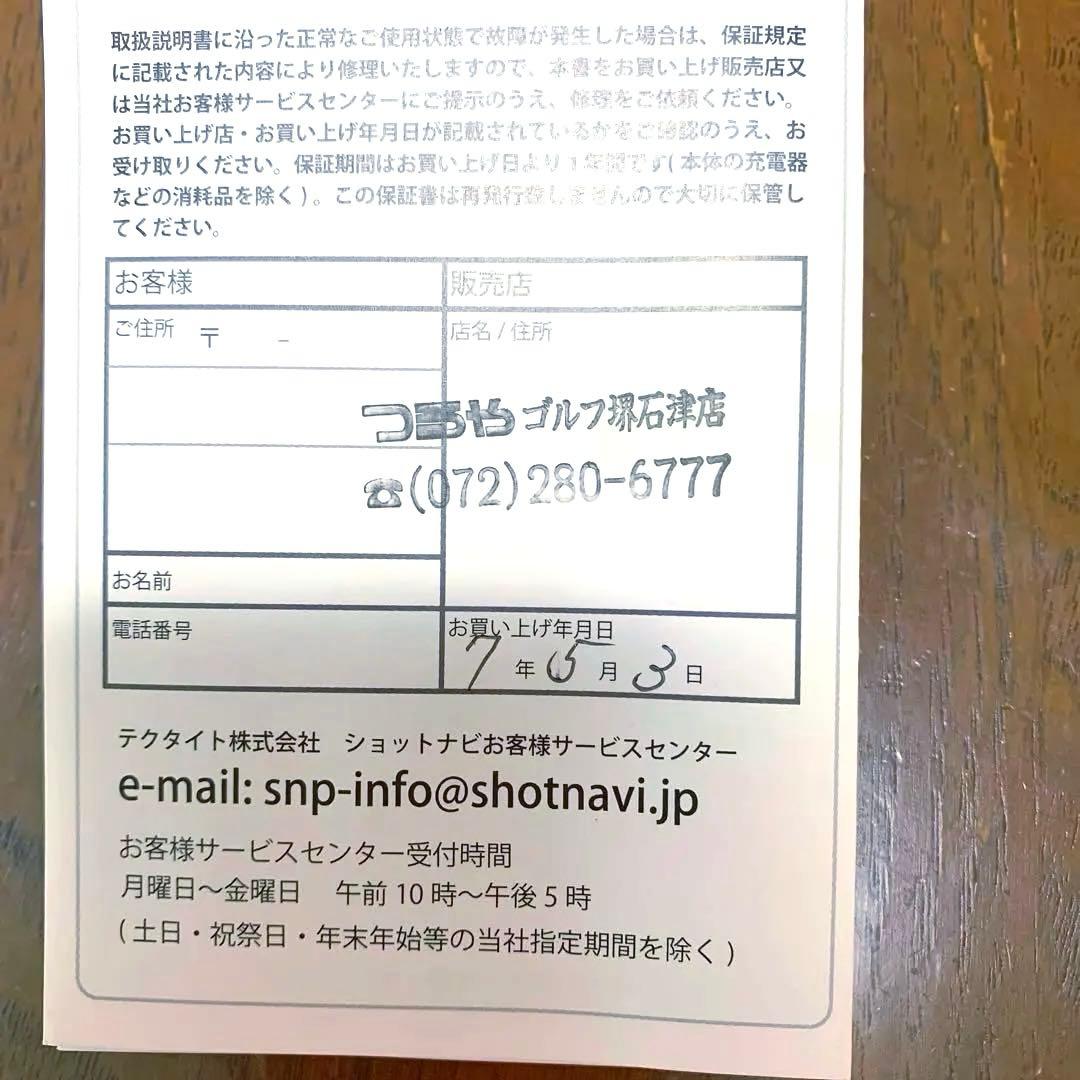 取扱説明書に沿った正常なご使用状態で故障が発生した場合は、保証規定
に記載された内容により修理いたしますので、本書をお買い上げ販売店又
は当社お客様サービスセンターにご提示のうえ、修理をご依頼ください。
お買い上げ店・お買い上げ年月日が記載されているかをご確認のうえ、お
受け取りください。保証期間はお買い上げ日より1年間です(本体の充電器
などの消耗品を除く)。この保証書は再発行致しませんので大切に保管し
てください。
お客様
販売店
ご住所 〒 -
店名 / 住所
つるやゴルフ堺石津店
☎(072)280-6777
お名前
電話番号
お買い上げ年月日
7 年 5 月 3 日
テクタイト株式会社 ショットナビお客様サービスセンター
e-mail: snp-info@shotnavi.jp
お客様サービスセンター受付時間
月曜日〜金曜日 午前 10 時〜午後 5 時
(土日・祝祭日・年末年始等の当社指定期間を除く)